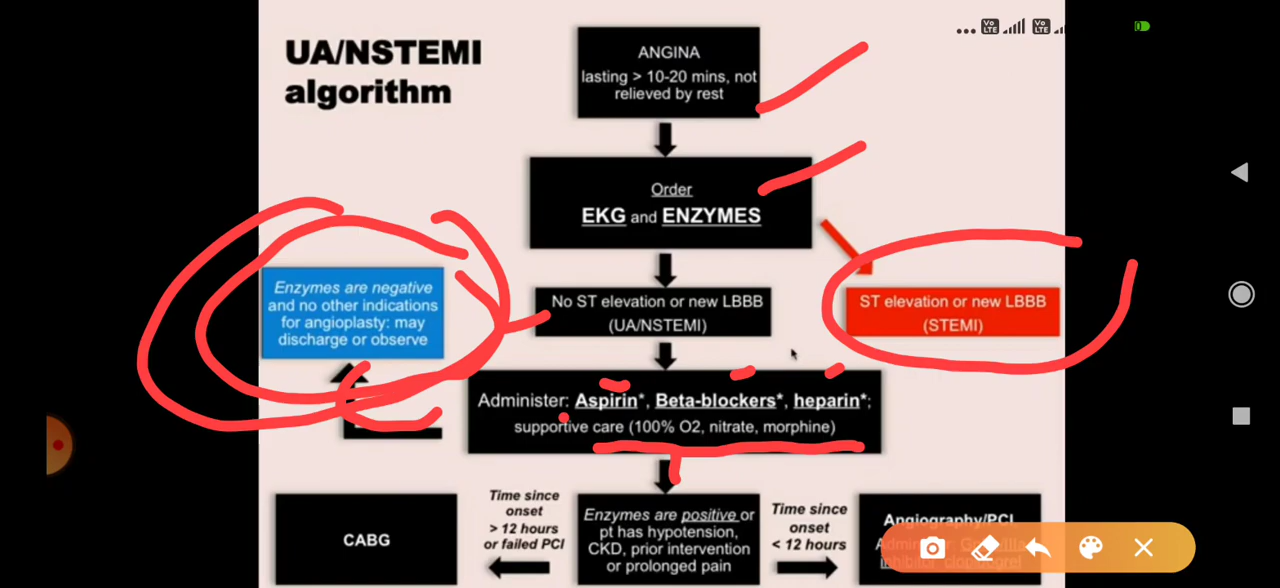 UA/NSTEMI
algorithm
ANGINA
lasting > 10-20 mins, not
relieved by rest
Order
EKG and ENZYMES
Enzymes are negative
and no other indications
for angioplasty: may
discharge or observe
No ST elevation or new LBBB
(UA/NSTEMI)
ST elevation or new LBBB
(STEMI)
Administer: Aspirin*, Beta-blockers*, heparin*;
supportive care (100% O2, nitrate, morphine)
CABG
Time since
onset
> 12 hours
or failed PCI
Enzymes are positive or
pt has hypotension,
CKD, prior intervention
or prolonged pain
Time since
onset
< 12 hours
Angiography/PCI